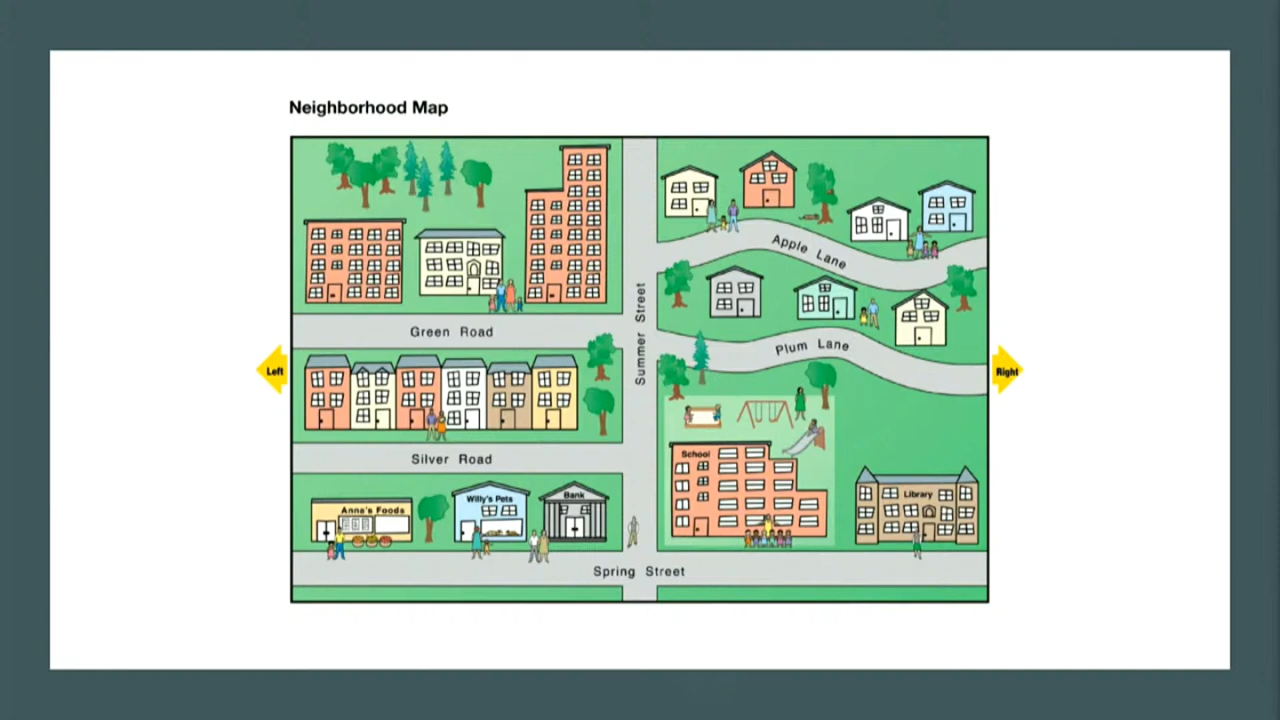 Neighborhood Map
Apple Lane
Summer Street
Green Road
Plum Lane
Left
Right
Silver Road
School
Anna's Foods
Willy's Pets
Bank
Library
Spring Street